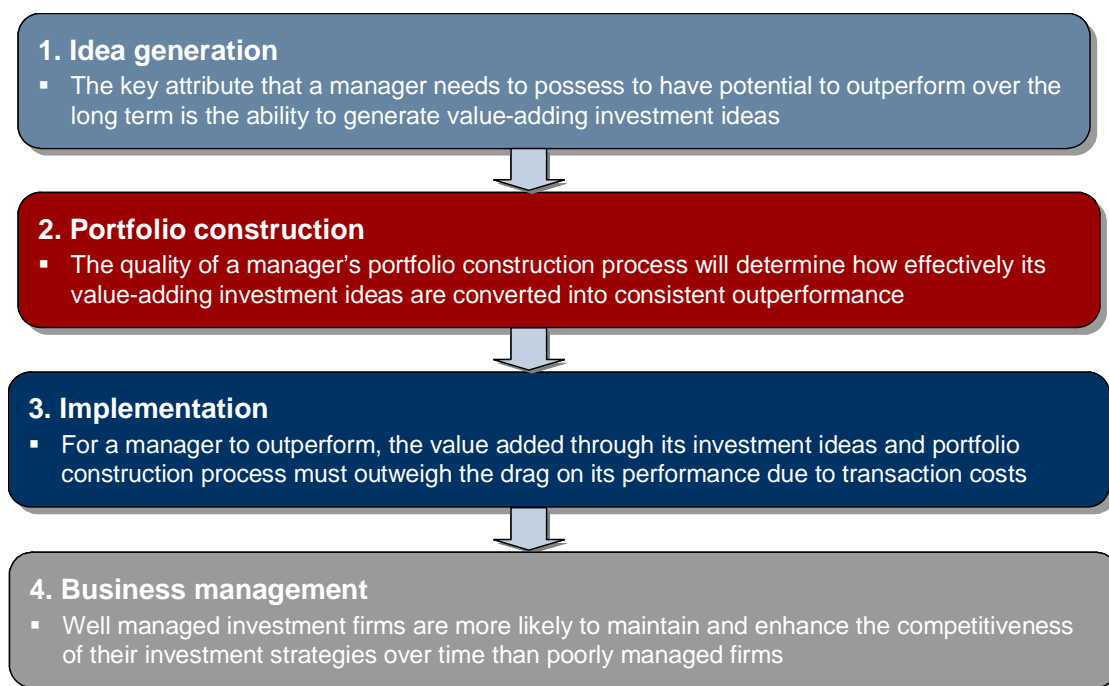 1. Idea generation
▪ The key attribute that a manager needs to possess to have potential to outperform over the
long term is the ability to generate value-adding investment ideas
2. Portfolio construction
▪ The quality of a manager’s portfolio construction process will determine how effectively its
value-adding investment ideas are converted into consistent outperformance
3. Implementation
▪ For a manager to outperform, the value added through its investment ideas and portfolio
construction process must outweigh the drag on its performance due to transaction costs
4. Business management
▪ Well managed investment firms are more likely to maintain and enhance the competitiveness
of their investment strategies over time than poorly managed firms